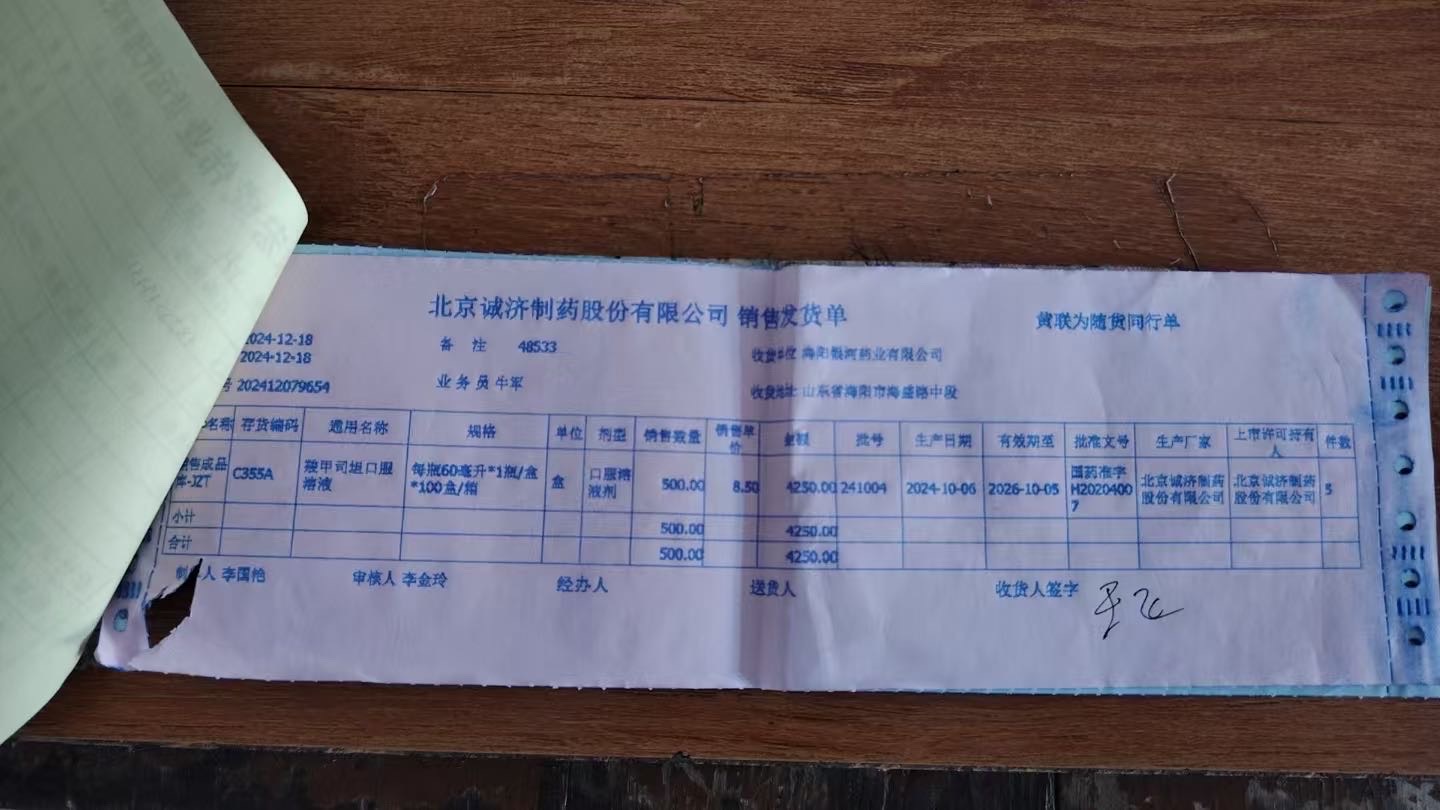 北京诚济制药股份有限公司 销售发货单
黄联为随货同行单
2024-12-18
2024-12-18
备 注 48533
收货单位 海阳银河药业有限公司
号 202412079654
业务员 牛军
收货地址 山东省海阳市海盛路中段
名称 存货编码 通用名称 规格 单位 剂型 销售数量 销售单价 金额 批号 生产日期 有效期至 批准文号 生产厂家 上市许可持有人 件数
销售成品库-JZT C355A 羧甲司坦口服溶液 每瓶60毫升*1瓶/盒*100盒/箱 盒 口服溶液剂 500.00 8.50 4250.00 241004 2024-10-06 2026-10-05 国药准字H20204007 北京诚济制药股份有限公司 北京诚济制药股份有限公司 5
小计 500.00 4250.00
合计 500.00 4250.00
制单人 李国艳 审核人 李金玲 经办人 送货人 收货人签字